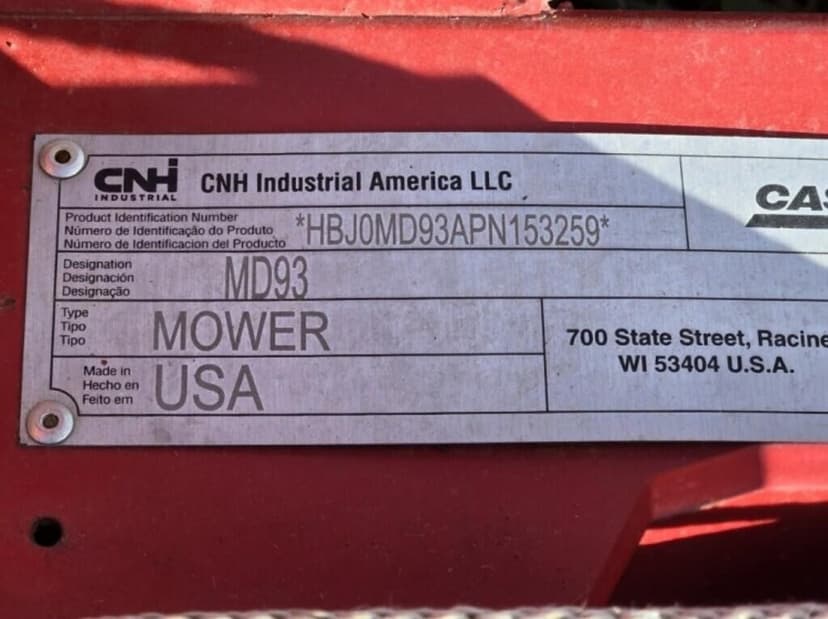 CNH
INDUSTRIAL
CNH Industrial America LLC
CAS
Product Identification Number
Número de Identificação do Produto
Número de Identificacion del Producto
*HBJ0MD93APN153259*
Designation
Designación
Designação
MD93
Type
Tipo
Tipo
MOWER
700 State Street, Racine
WI 53404 U.S.A.
Made in
Hecho en
Feito em
USA